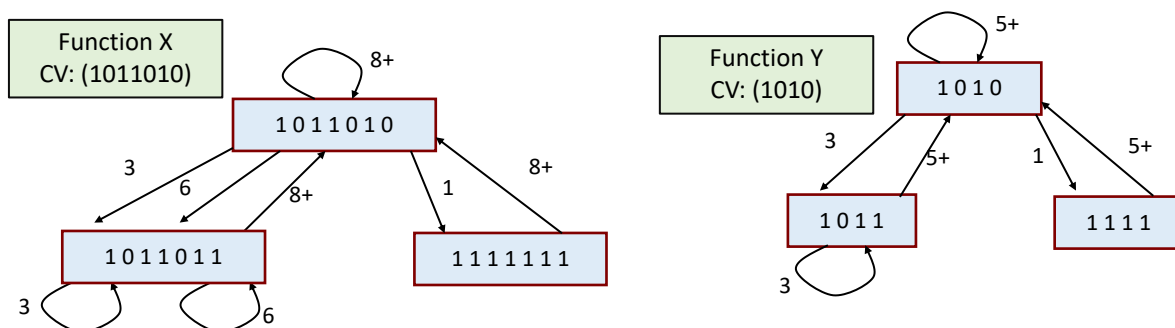 Function X
CV: (1011010)
8+
1 0 1 1 0 1 0
3
6
8+
1
8+
1 0 1 1 0 1 1
1 1 1 1 1 1 1
3
6
Function Y
CV: (1010)
5+
1 0 1 0
3
5+
1
5+
1 0 1 1
1 1 1 1
3